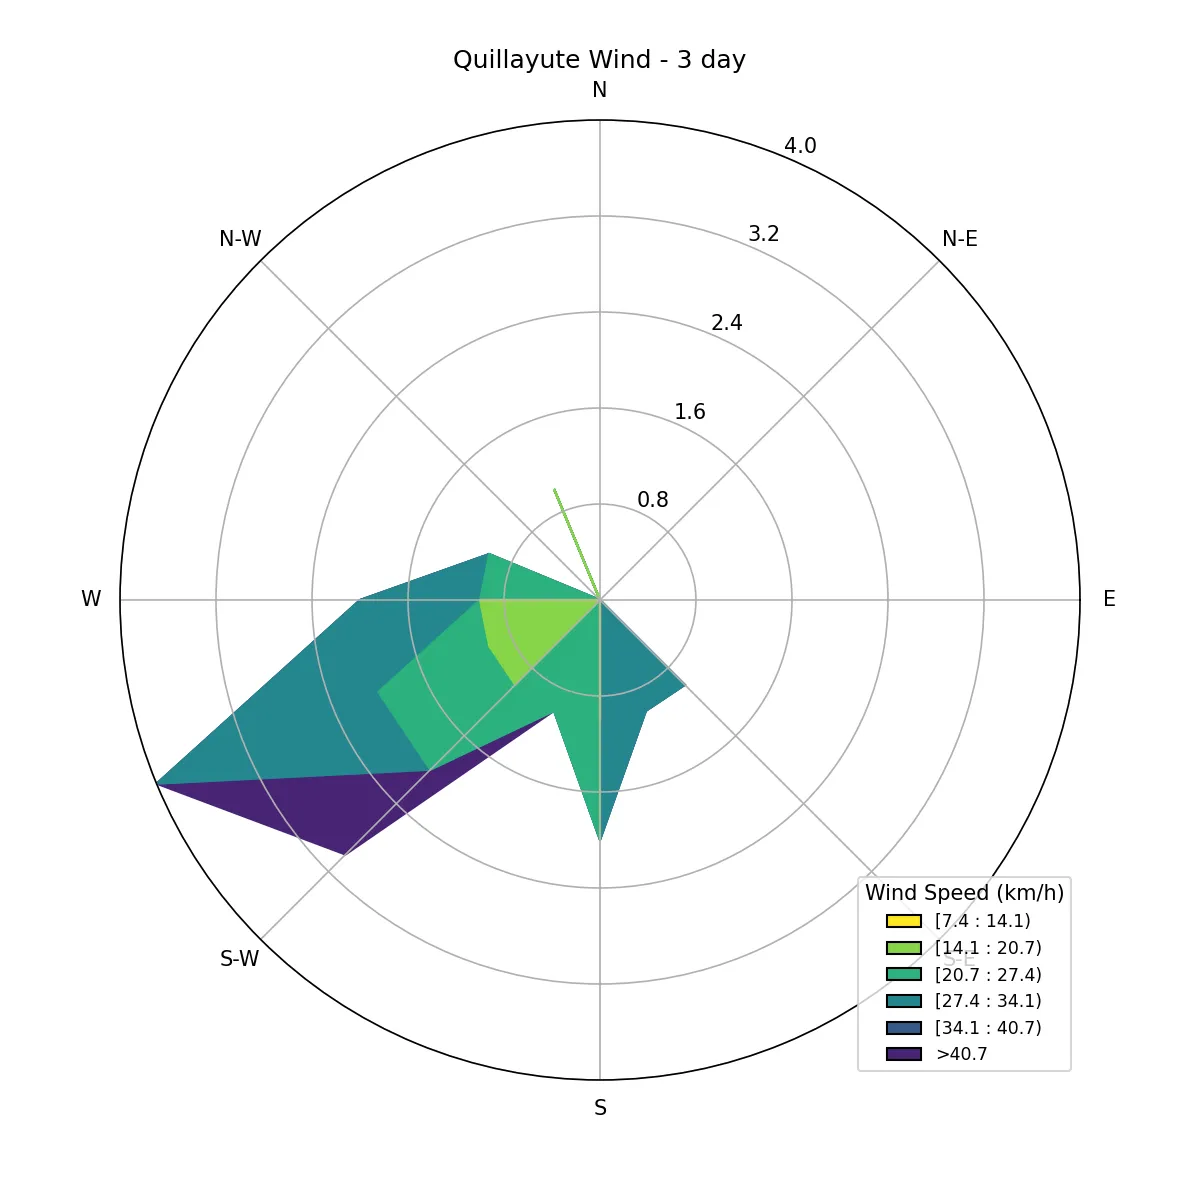 Quillayute Wind - 3 day
N
4.0
N-W
3.2
N-E
2.4
1.6
0.8
W
E
S-W
S-E
S
Wind Speed (km/h)
[7.4 : 14.1)
[14.1 : 20.7)
[20.7 : 27.4)
[27.4 : 34.1)
[34.1 : 40.7)
>40.7